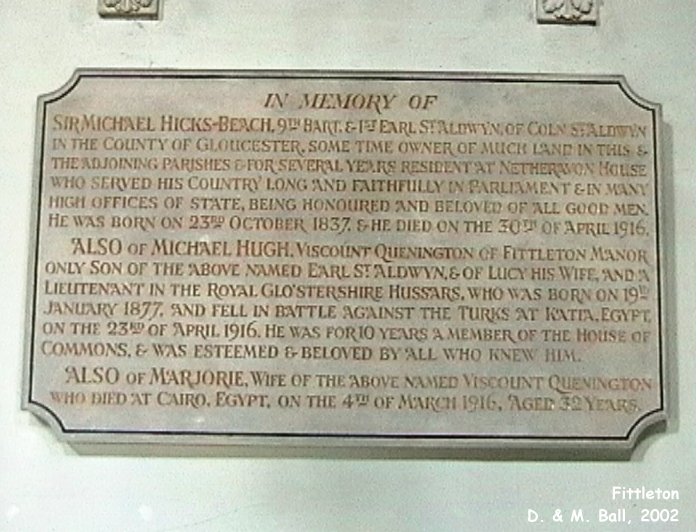 IN MEMORY OF
SIR MICHAEL HICKS-BEACH, 9TH BART. & 1ST EARL ST ALDWYN, OF COLN ST ALDWYN
IN THE COUNTY OF GLOUCESTER, SOME TIME OWNER OF MUCH LAND IN THIS &
THE ADJOINING PARISHES & FOR SEVERAL YEARS RESIDENT AT NETHERAVON HOUSE
WHO SERVED HIS COUNTRY LONG AND FAITHFULLY IN PARLIAMENT & IN MANY
HIGH OFFICES OF STATE, BEING HONOURED AND BELOVED OF ALL GOOD MEN.
HE WAS BORN ON 23RD OCTOBER 1837, & HE DIED ON THE 30TH OF APRIL 1916.
ALSO OF MICHAEL HUGH, VISCOUNT QUENINGTON OF FITTLETON MANOR
ONLY SON OF THE ABOVE NAMED EARL ST ALDWYN, & OF LUCY HIS WIFE, AND A
LIEUTENANT IN THE ROYAL GLO'STERSHIRE HUSSARS, WHO WAS BORN ON 19TH
JANUARY 1877, AND FELL IN BATTLE AGAINST THE TURKS AT KATIA, EGYPT,
ON THE 23RD OF APRIL 1916. HE WAS FOR 10 YEARS A MEMBER OF THE HOUSE OF
COMMONS, & WAS ESTEEMED & BELOVED BY ALL WHO KNEW HIM.
ALSO OF MARJORIE, WIFE OF THE ABOVE NAMED VISCOUNT QUENINGTON
WHO DIED AT CAIRO, EGYPT, ON THE 4TH OF MARCH 1916, AGED 32 YEARS.
Fittleton
D. & M. Ball, 2002